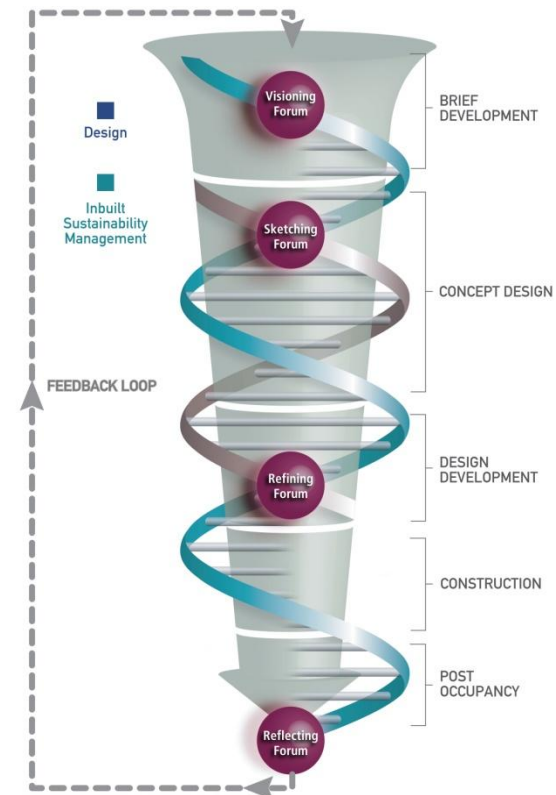 Visioning
Forum
BRIEF
DEVELOPMENT
Design
Inbuilt
Sustainability
Management
Sketching
Forum
CONCEPT DESIGN
FEEDBACK LOOP
DESIGN
DEVELOPMENT
Refining
Forum
CONSTRUCTION
POST
OCCUPANCY
Reflecting
Forum